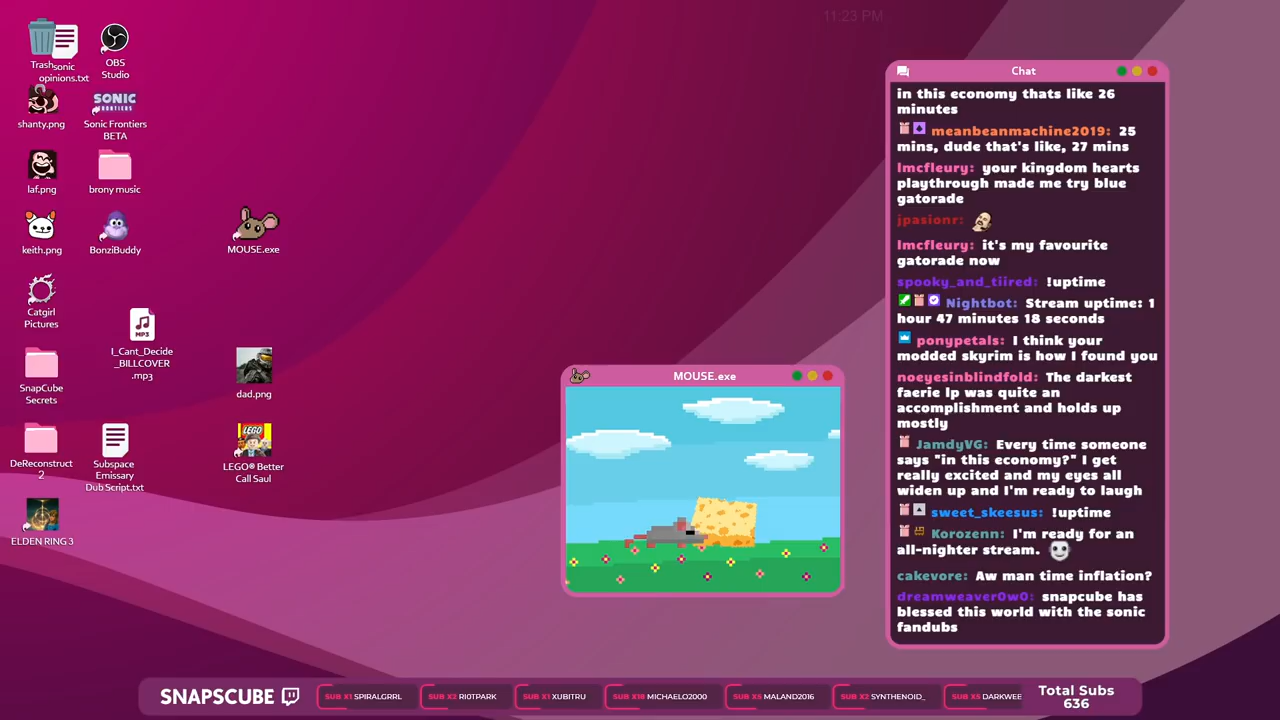 11:23 PM
Trash
sonic
opinions.txt
OBS
Studio
shanty.png
SONIC
FRONTIERS
Sonic Frontiers
BETA
laf.png
brony music
keith.png
BonziBuddy
MOUSE.exe
Catgirl
Pictures
MP3
I_Cant_Decide
_BILLCOVER
.mp3
SnapCube
Secrets
dad.png
DeReconstruct
2
Subspace
Emissary
Dub Script.txt
LEGO
LEGO® Better
Call Saul
ELDEN RING 3
MOUSE.exe
Chat
in this economy thats like 26
minutes
meanbeanmachine2019: 25
mins, dude that's like, 27 mins
lmcfleury: your kingdom hearts
playthrough made me try blue
gatorade
jpasionr:
lmcfleury: it's my favourite
gatorade now
spooky_and_tiired: !uptime
Nightbot: Stream uptime: 1
hour 47 minutes 18 seconds
ponypetals: I think your
modded skyrim is how I found you
noeyesinblindfold: The darkest
faerie lp was quite an
accomplishment and holds up
mostly
JamdyVG: Every time someone
says "in this economy?" I get
really excited and my eyes all
widen up and I'm ready to laugh
sweet_skeesus: !uptime
Korozenn: I'm ready for an
all-nighter stream.
cakevore: Aw man time inflation?
dreamweaver0w0: snapcube has
blessed this world with the sonic
fandubs
SNAPSCUBE
SUB X1 SPIRALGRRL
SUB X2 RI0TPARK
SUB X1 XUBITRU
SUB X18 MICHAELO2000
SUB X5 MALAND2016
SUB X2 SYNTHENOID_
SUB X5 DARKWEE
Total Subs
636